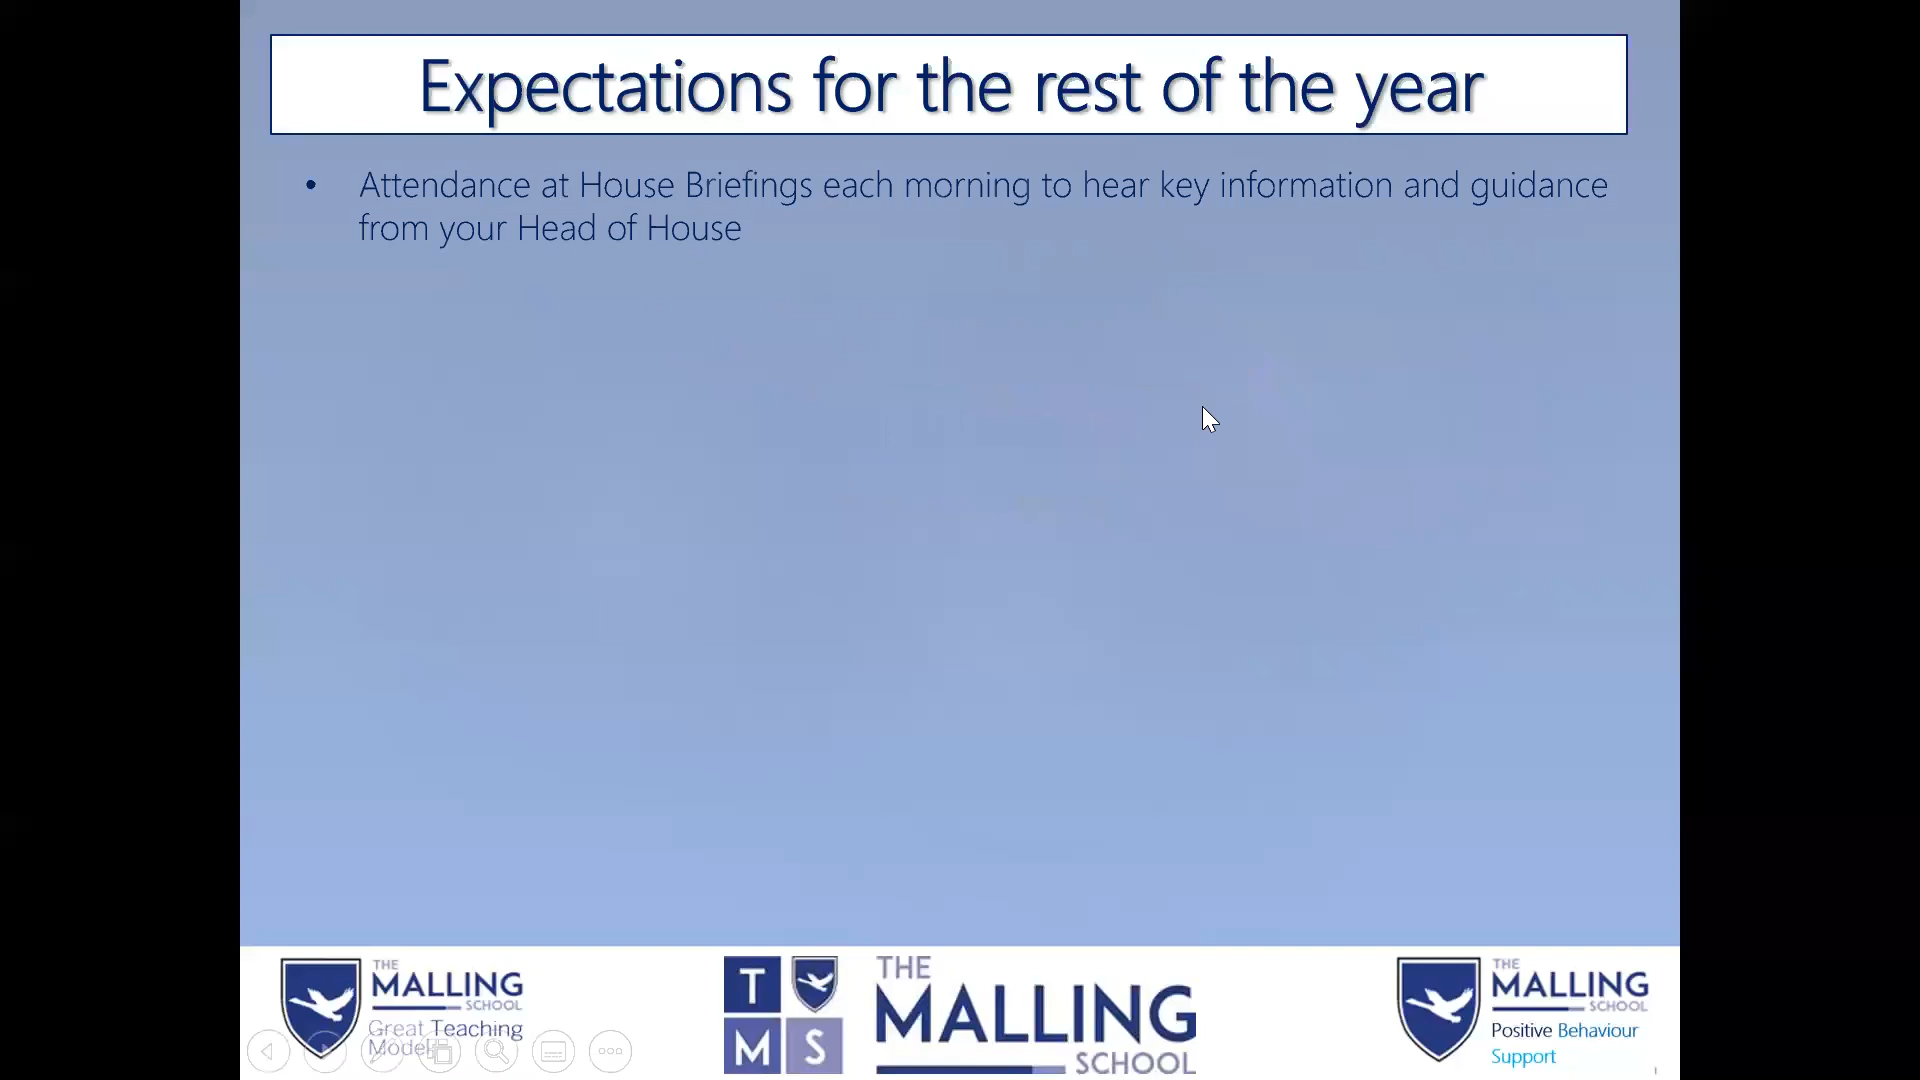 Expectations for the rest of the year
• Attendance at House Briefings each morning to hear key information and guidance
from your Head of House
THE
MALLING
SCHOOL
Great Teaching
Model
T
M S
THE
MALLING
SCHOOL
THE
MALLING
SCHOOL
Positive Behaviour
Support